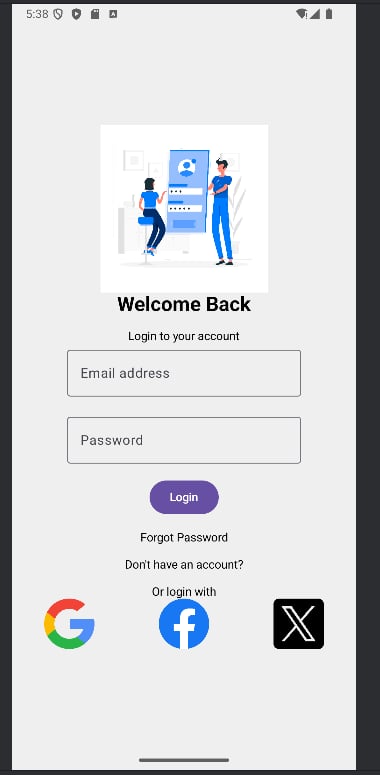 5:38
Welcome Back
Login to your account
Email address
Password
Login
Forgot Password
Don't have an account?
Or login with